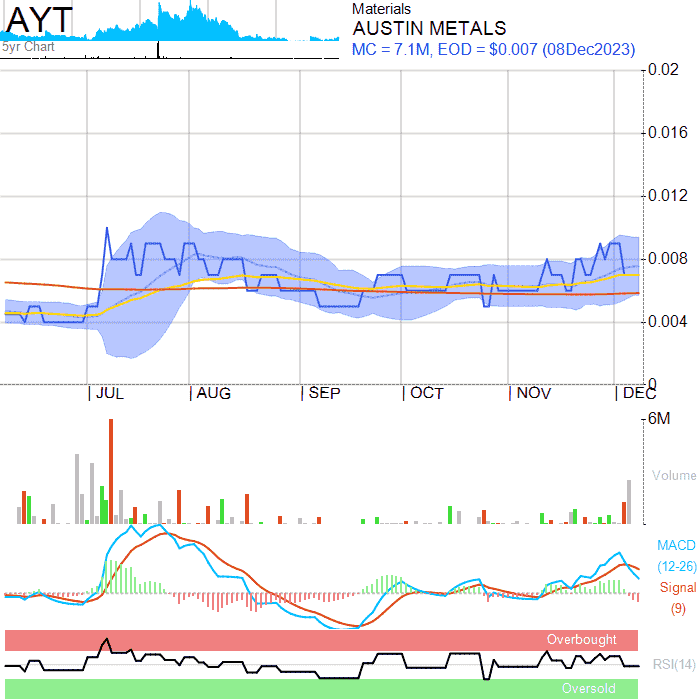 AYT
5yr Chart
Materials
AUSTIN METALS
MC = 7.1M, EOD = $0.007 (08Dec2023)
0.02
0.016
0.012
0.008
0.004
0
JUL AUG SEP OCT NOV DEC
6M
Volume
MACD
(12-26)
Signal
(9)
Overbought
RSI(14)
Oversold